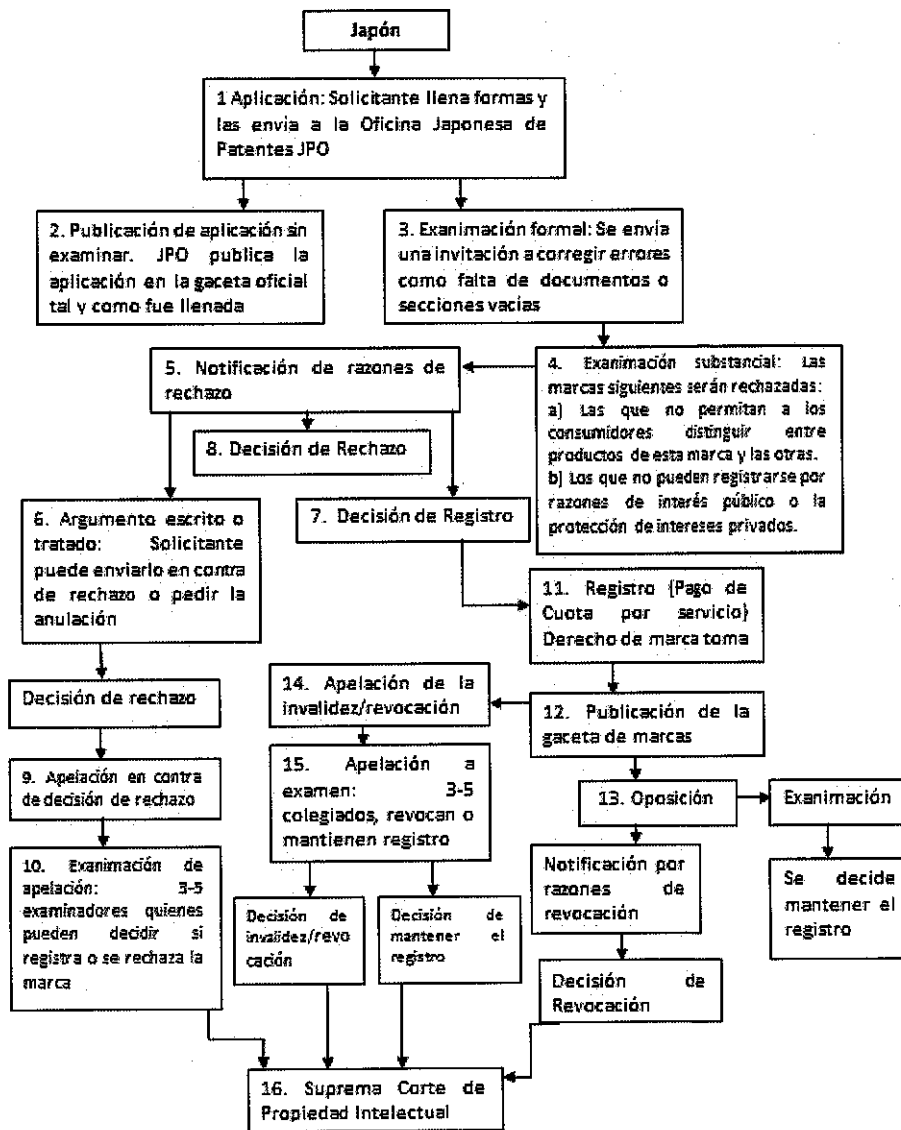 Japón
1 Aplicación: Solicitante llena formas y
las envia a la Oficina Japonesa de
Patentes JPO
2. Publicación de aplicación sin
examinar. JPO publica la
aplicación en la gaceta oficial
tal y como fue llenada
3. Exanimación formal: Se envía
una invitación a corregir errores
como falta de documentos o
secciones vacias
4. Exanimación substancial: Las
marcas siguientes serán rechazadas:
a) Las que no permitan a los
consumidores distinguir entre
productos de esta marca y las otras.
b) Los que no pueden registrarse por
razones de interés público o la
protección de intereses privados.
5. Notificación de razones de
rechazo
8. Decisión de Rechazo
6. Argumento escrito o
tratado: Solicitante
puede enviarlo en contra
de rechazo o pedir la
anulación
7. Decisión de Registro
11. Registro (Pago de
Cuota por servicio)
Derecho de marca toma
Decisión de rechazo
14. Apelación de la
invalidez/revocación
12. Publicación de la
gaceta de marcas
9. Apelación en contra
de decisión de rechazo
15. Apelación a
examen: 3-5
colegiados, revocan o
mantienen registro
13. Oposición
Exanimación
10. Exanimación de
apelación: 3-5
examinadores quienes
pueden decidir si
registra o se rechaza la
marca
Decisión de
invalidez/revo
cación
Decisión de
mantener el
registro
Notificación por
razones de
revocación
Se decide
mantener el
registro
Decisión de
Revocación
16. Suprema Corte de
Propiedad Intelectual